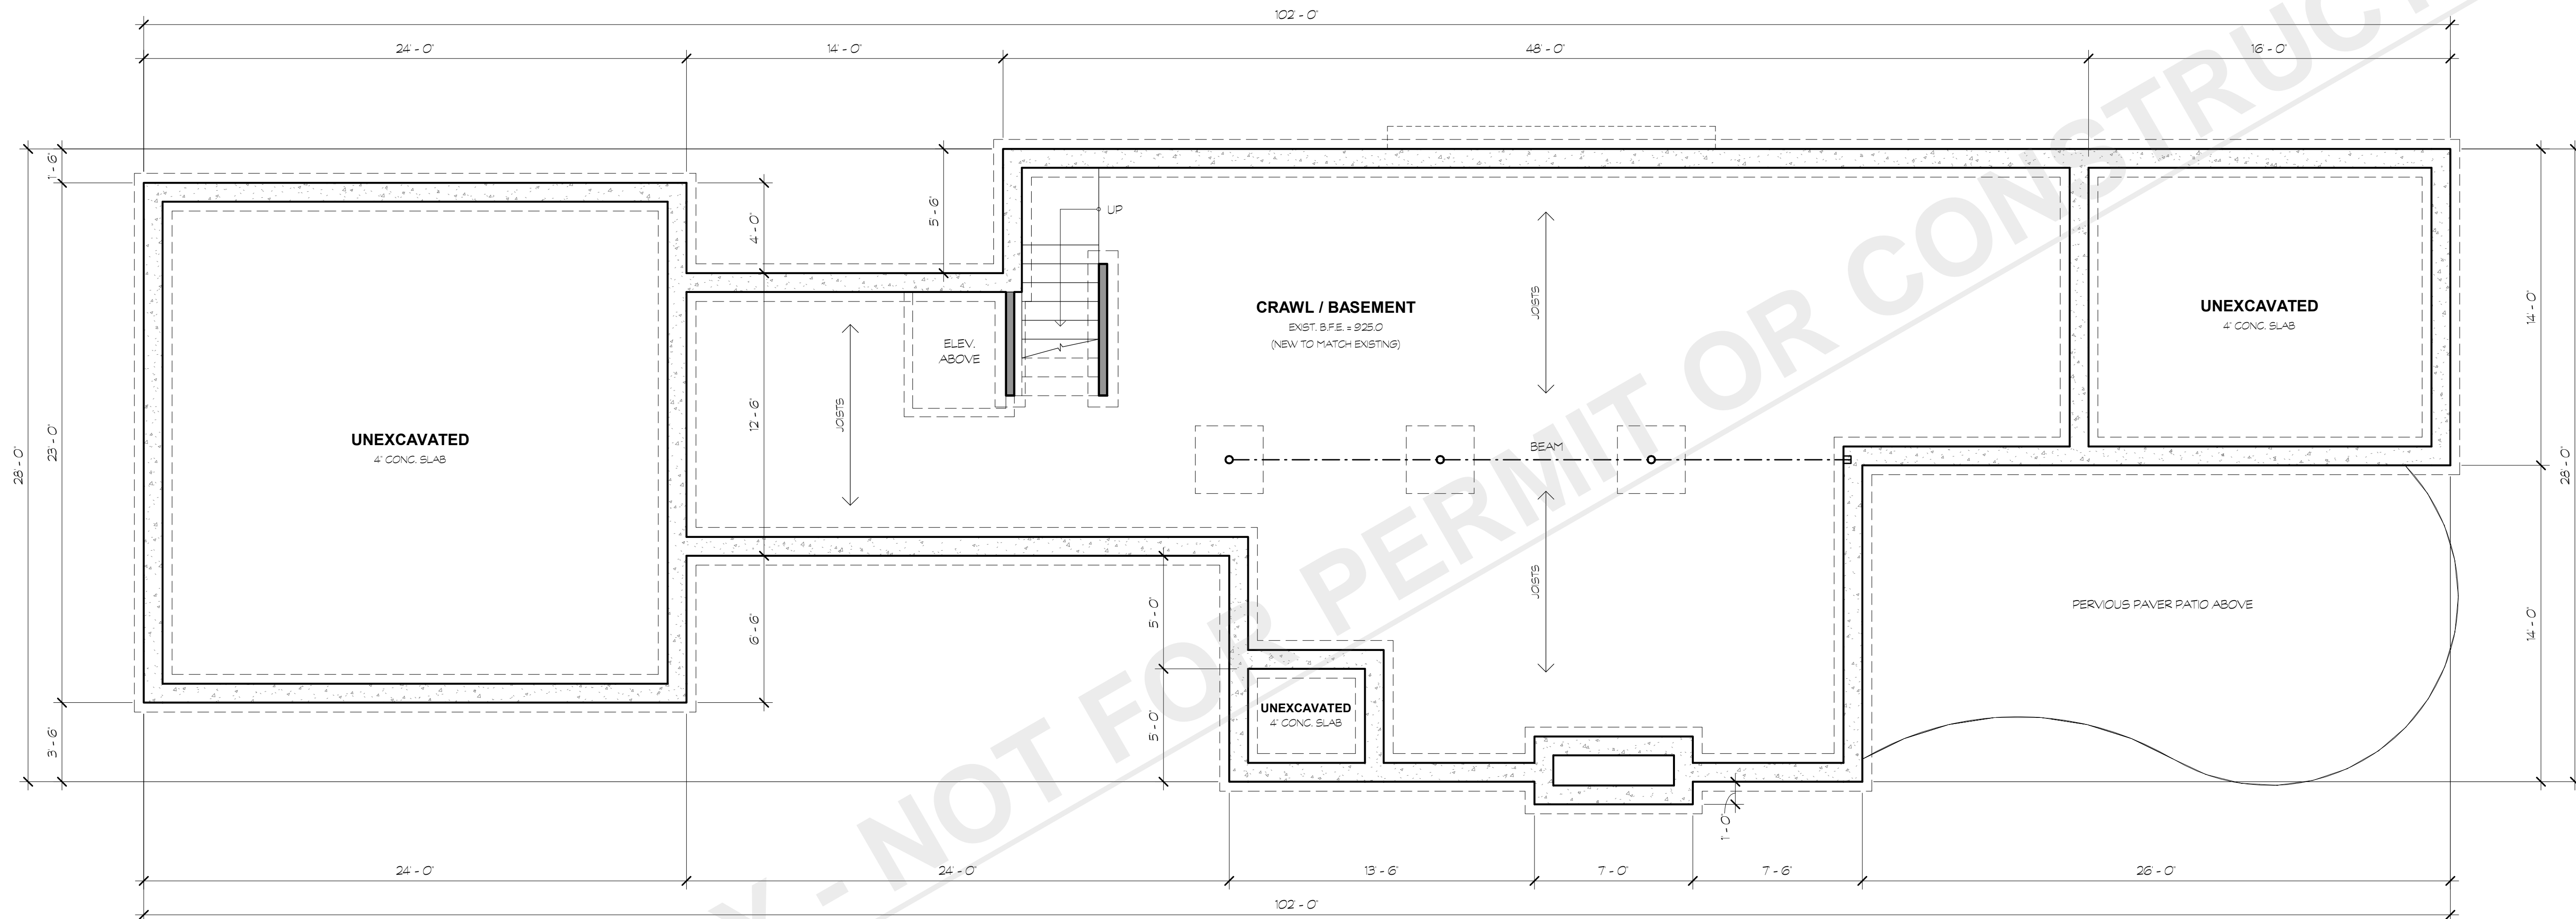 102' - 0"
24' - 0"
14' - 0"
48' - 0"
16' - 0"
1' - 6"
4' - 0"
5' - 6"
UP
JOISTS
CRAWL / BASEMENT
EXIST. B.F.E. = 925.0
(NEW TO MATCH EXISTING)
UNEXCAVATED
4" CONC. SLAB
14' - 0"
ELEV.
ABOVE
JOISTS
12' - 6"
UNEXCAVATED
4" CONC. SLAB
28' - 0"
23' - 0"
BEAM
28' - 0"
JOISTS
5' - 0"
6' - 6"
PERVIOUS PAVER PATIO ABOVE
14' - 0"
UNEXCAVATED
4" CONC. SLAB
5' - 0"
3' - 6"
1' - 0"
24' - 0"
24' - 0"
13' - 6"
7' - 0"
7' - 6"
26' - 0"
102' - 0"
- NOT FOR PERMIT OR CONSTRUCT